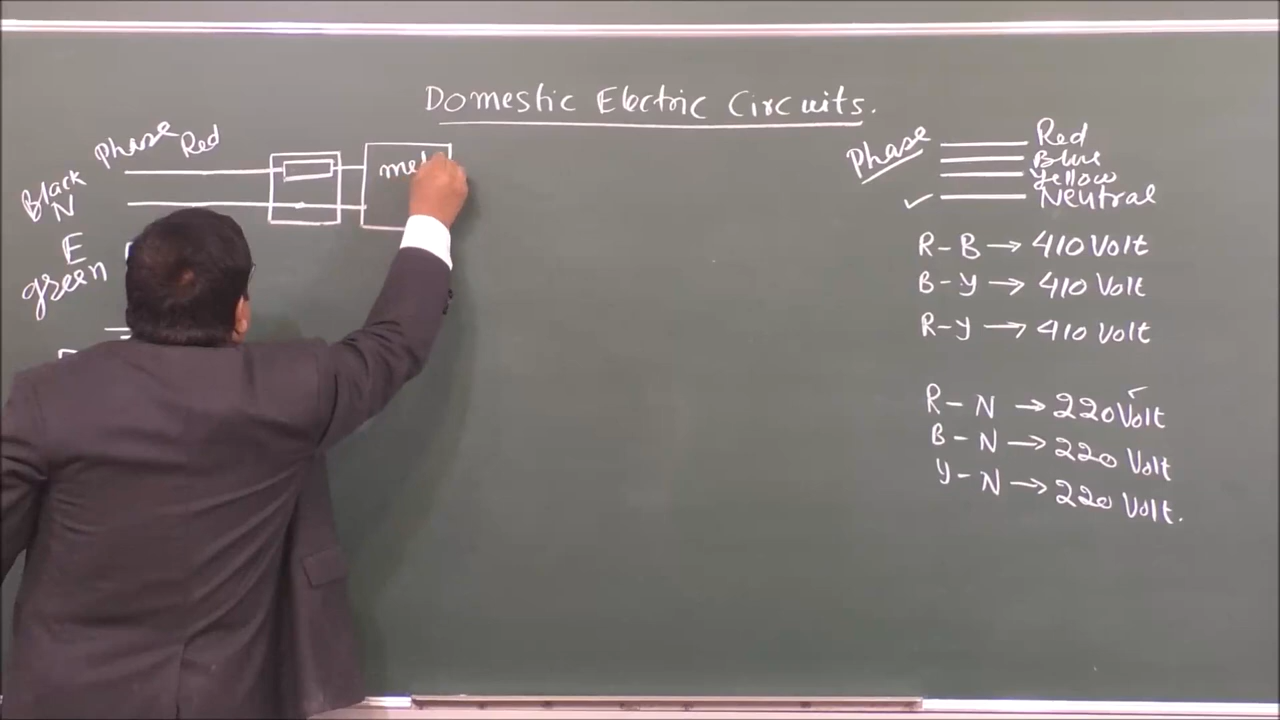 Domestic Electric Circuits.
Phase Red
Black
N
E
green
Phase
Red
Blue
Yellow
Neutral
R - B → 410 Volt
B - Y → 410 Volt
R - Y → 410 Volt
R - N → 220 Volt
B - N → 220 Volt
Y - N → 220 Volt.